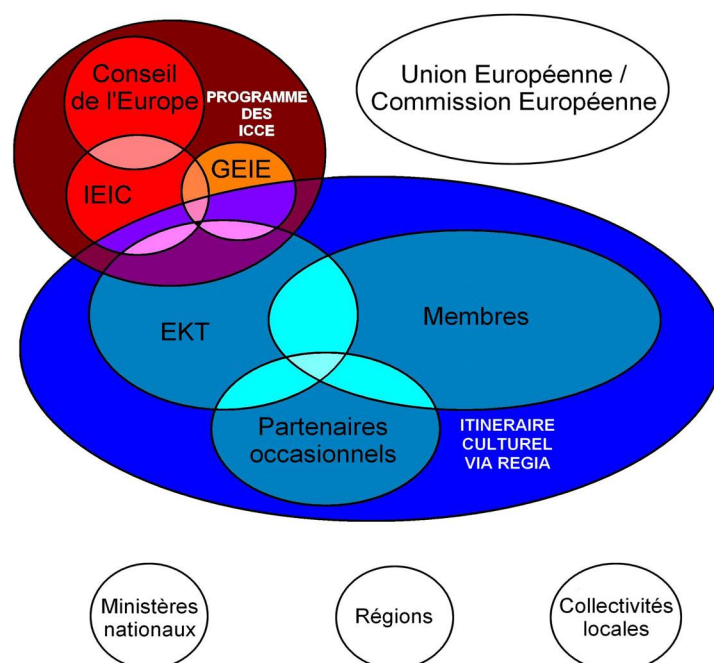 Conseil
de l'Europe
PROGRAMME
DES
ICCE
Union Européenne /
Commission Européenne
IEIC
GEIE
EKT
Membres
Partenaires
occasionnels
ITINERAIRE
CULTUREL
VIA REGIA
Ministères
nationaux
Régions
Collectivités
locales